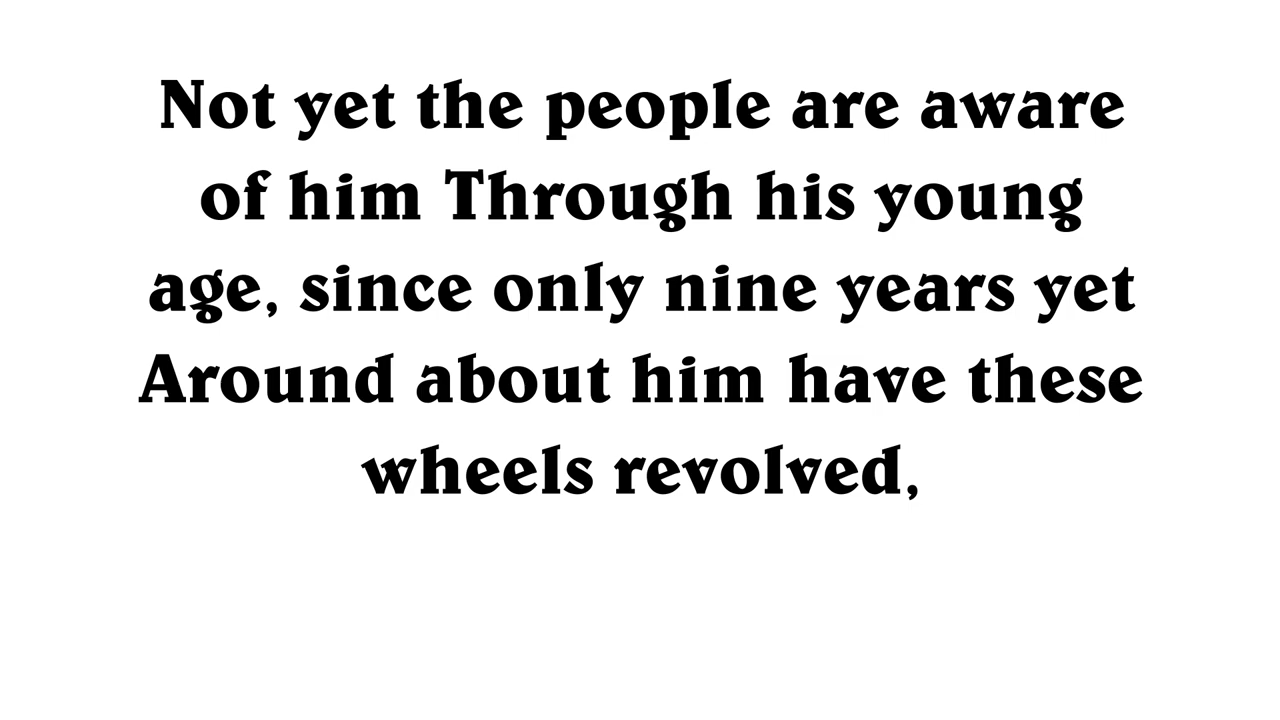 Not yet the people are aware
of him Through his young
age, since only nine years yet
Around about him have these
wheels revolved,